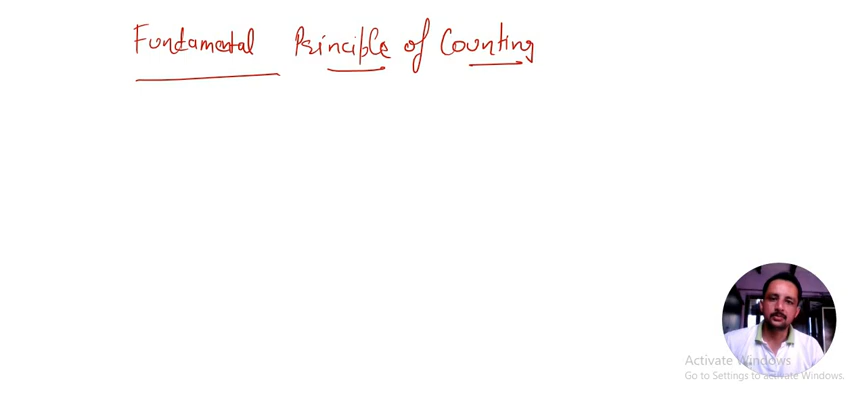 Fundamental Principle of Counting
Activate Windows
Go to Settings to activate Windows.